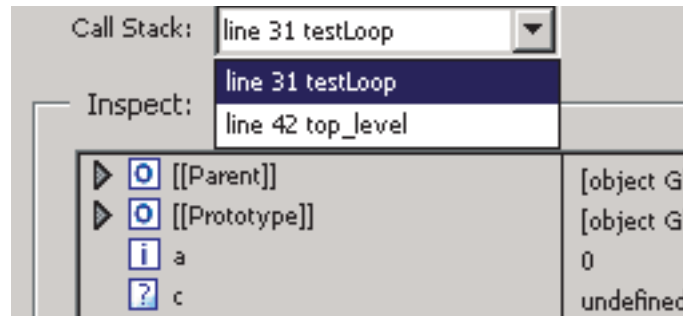 Call Stack: line 31 testLoop
line 31 testLoop
Inspect:
line 42 top_level
O [[Parent]] [object G
O [[Prototype]] [object G
i a 0
? c undefined